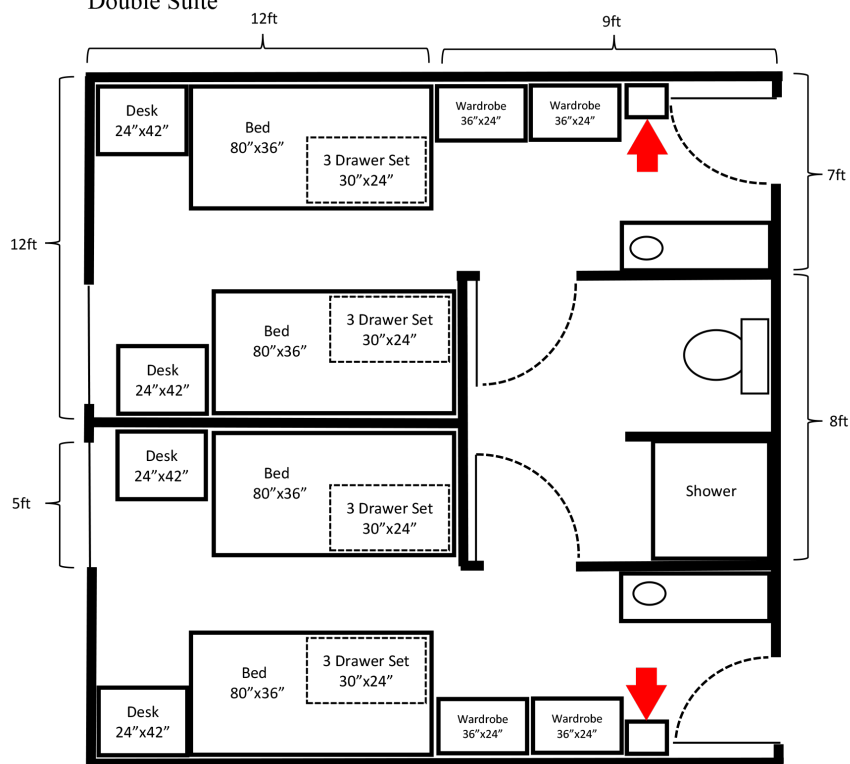 Double Suite
12ft
9ft
Desk
24”x42”
Bed
80”x36”
3 Drawer Set
30”x24”
Wardrobe
36”x24”
Wardrobe
36”x24”
7ft
12ft
Bed
80”x36”
3 Drawer Set
30”x24”
Desk
24”x42”
8ft
Desk
24”x42”
Bed
80”x36”
3 Drawer Set
30”x24”
5ft
Shower
Bed
80”x36”
3 Drawer Set
30”x24”
Desk
24”x42”
Wardrobe
36”x24”
Wardrobe
36”x24”